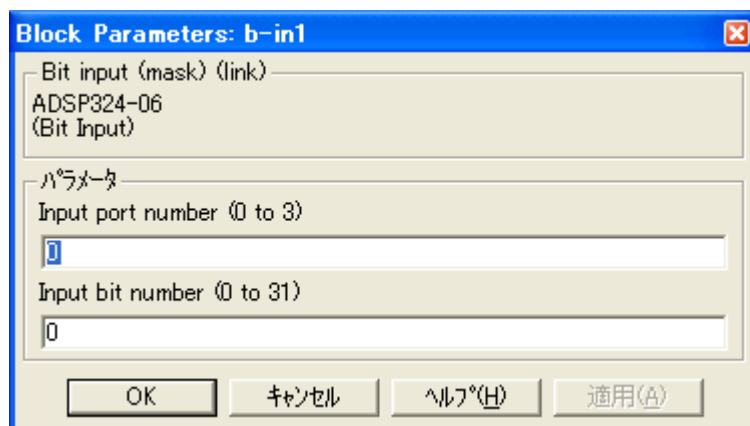 Block Parameters: b-in1
Bit input (mask) (link)
ADSP324-06
(Bit Input)
パラメータ
Input port number (0 to 3)
0
Input bit number (0 to 31)
0
OK キャンセル ヘルプ(H) 適用(A)